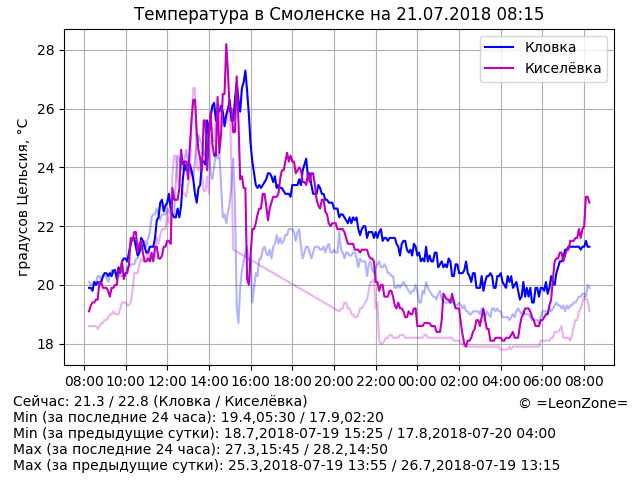 Температура в Смоленске на 21.07.2018 08:15
Кловка
Киселёвка
градусов Цельсия, °C
28
26
24
22
20
18
08:00 10:00 12:00 14:00 16:00 18:00 20:00 22:00 00:00 02:00 04:00 06:00 08:00
Сейчас: 21.3 / 22.8 (Кловка / Киселёвка)
© =LeonZone=
Min (за последние 24 часа): 19.4,05:30 / 17.9,02:20
Min (за предыдущие сутки): 18.7,2018-07-19 15:25 / 17.8,2018-07-20 04:00
Max (за последние 24 часа): 27.3,15:45 / 28.2,14:50
Max (за предыдущие сутки): 25.3,2018-07-19 13:55 / 26.7,2018-07-19 13:15